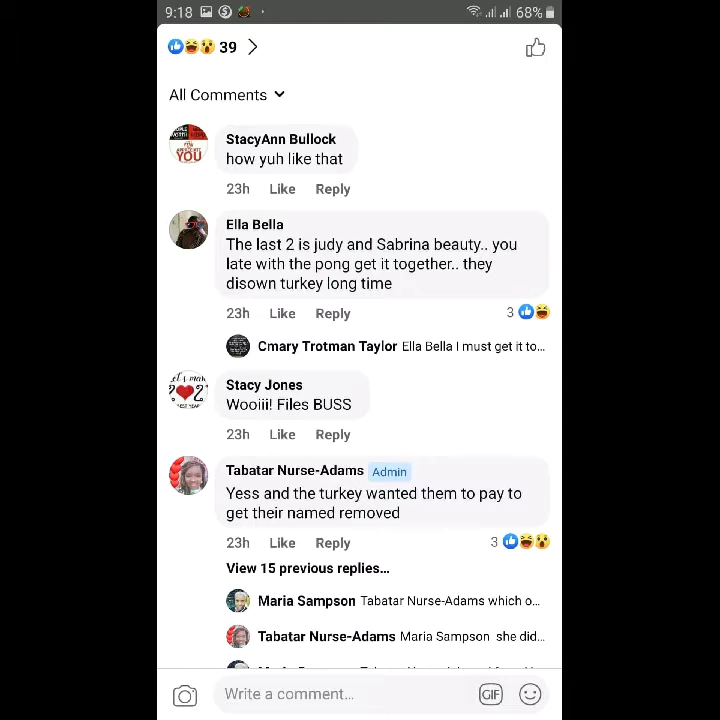 9:18 68%
39
All Comments
YOU
StacyAnn Bullock
how yuh like that
23h Like Reply
Ella Bella
The last 2 is judy and Sabrina beauty.. you
late with the pong get it together.. they
disown turkey long time
23h Like Reply 3
Cmary Trotman Taylor Ella Bella I must get it to...
Stacy Jones
Wooiii! Files BUSS
23h Like Reply
Tabatar Nurse-Adams Admin
Yess and the turkey wanted them to pay to
get their named removed
23h Like Reply 3
View 15 previous replies...
Maria Sampson Tabatar Nurse-Adams which o...
Tabatar Nurse-Adams Maria Sampson she did...
Write a comment... GIF